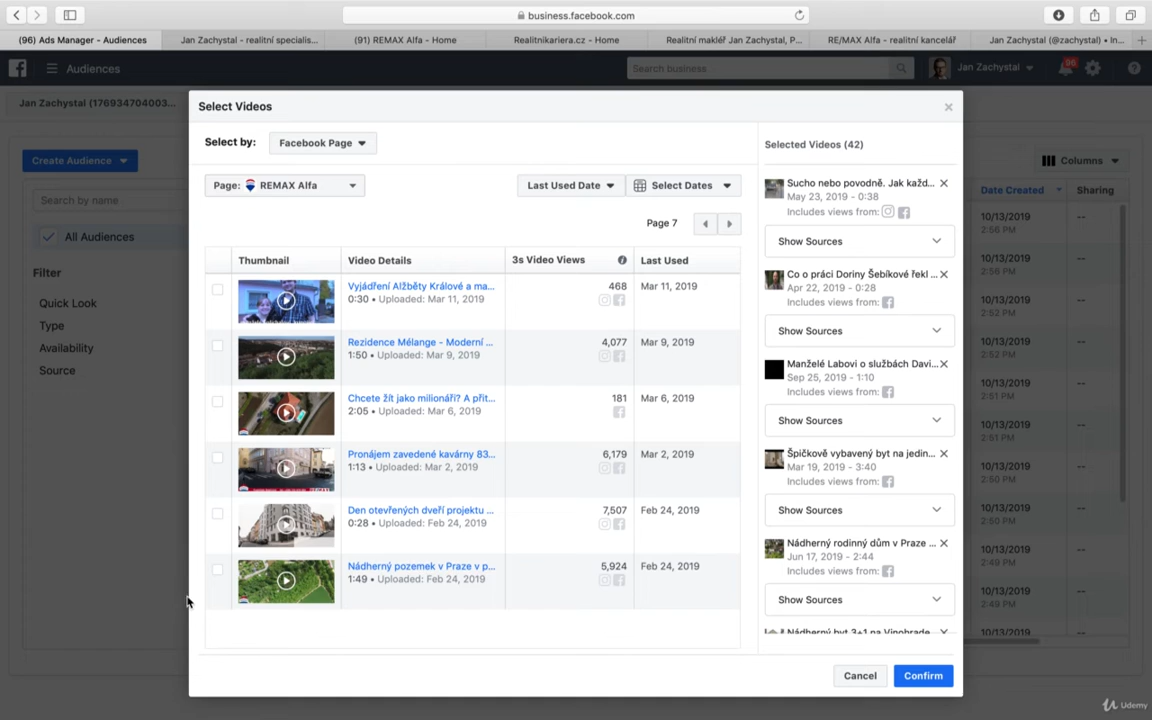 business.facebook.com
(96) Ads Manager - Audiences
Jan Zachystal - realitní specialis...
(91) REMAX Alfa - Home
Realitnikariera.cz - Home
Realitní makléř Jan Zachystal, P...
RE/MAX Alfa - realitní kancelář
Jan Zachystal (@zachystal) • In...
Audiences
Search business
Jan Zachystal
96
Jan Zachystal (176934704003...
Create Audience
Search by name
All Audiences
Filter
Quick Look
Type
Availability
Source
Select Videos
Select by:
Facebook Page
Page: REMAX Alfa
Last Used Date
Select Dates
Page 7
Thumbnail
Video Details
3s Video Views
Last Used
Vyjádření Alžběty Králové a ma...
0:30 • Uploaded: Mar 11, 2019
468
Mar 11, 2019
Rezidence Mélange - Moderní ...
1:50 • Uploaded: Mar 9, 2019
4,077
Mar 9, 2019
Chcete žít jako milionáři? A přit...
2:05 • Uploaded: Mar 6, 2019
181
Mar 6, 2019
Pronájem zavedené kavárny 83...
1:13 • Uploaded: Mar 2, 2019
6,179
Mar 2, 2019
Den otevřených dveří projektu ...
0:28 • Uploaded: Feb 24, 2019
7,507
Feb 24, 2019
Nádherný pozemek v Praze v p...
1:49 • Uploaded: Feb 24, 2019
5,924
Feb 24, 2019
Selected Videos (42)
Sucho nebo povodně. Jak každ...
May 23, 2019 - 0:38
Includes views from:
Show Sources
Co o práci Doriny Šebíkové řekl ...
Apr 22, 2019 - 0:28
Includes views from:
Show Sources
Manželé Labovi o službách Davi...
Sep 25, 2019 - 1:10
Includes views from:
Show Sources
Špičkově vybavený byt na jedin...
Mar 19, 2019 - 3:40
Includes views from:
Show Sources
Nádherný rodinný dům v Praze ...
Jun 17, 2019 - 2:44
Includes views from:
Show Sources
Nádherný byt 3+1 na Vinohrade...
Cancel
Confirm
Columns
Date Created
Sharing
10/13/2019
2:56 PM
--
10/13/2019
2:56 PM
--
10/13/2019
2:52 PM
--
10/13/2019
2:52 PM
--
10/13/2019
2:51 PM
--
10/13/2019
2:51 PM
--
10/13/2019
2:50 PM
--
10/13/2019
2:50 PM
--
10/13/2019
2:49 PM
--
10/13/2019
2:49 PM
--
10/13/2019
--
Udemy